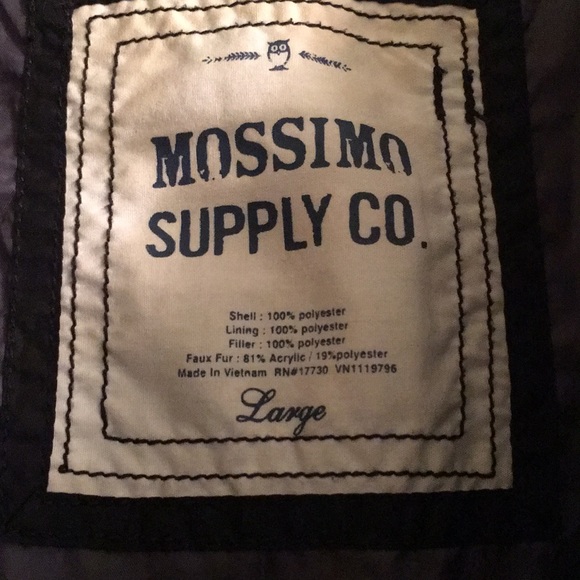 MOSSIMO
SUPPLY CO.
Shell : 100% polyester
Lining : 100% polyester
Filler : 100% polyester
Faux Fur : 81% Acrylic / 19%polyester
Made In Vietnam RN#17730 VN1119796
Large